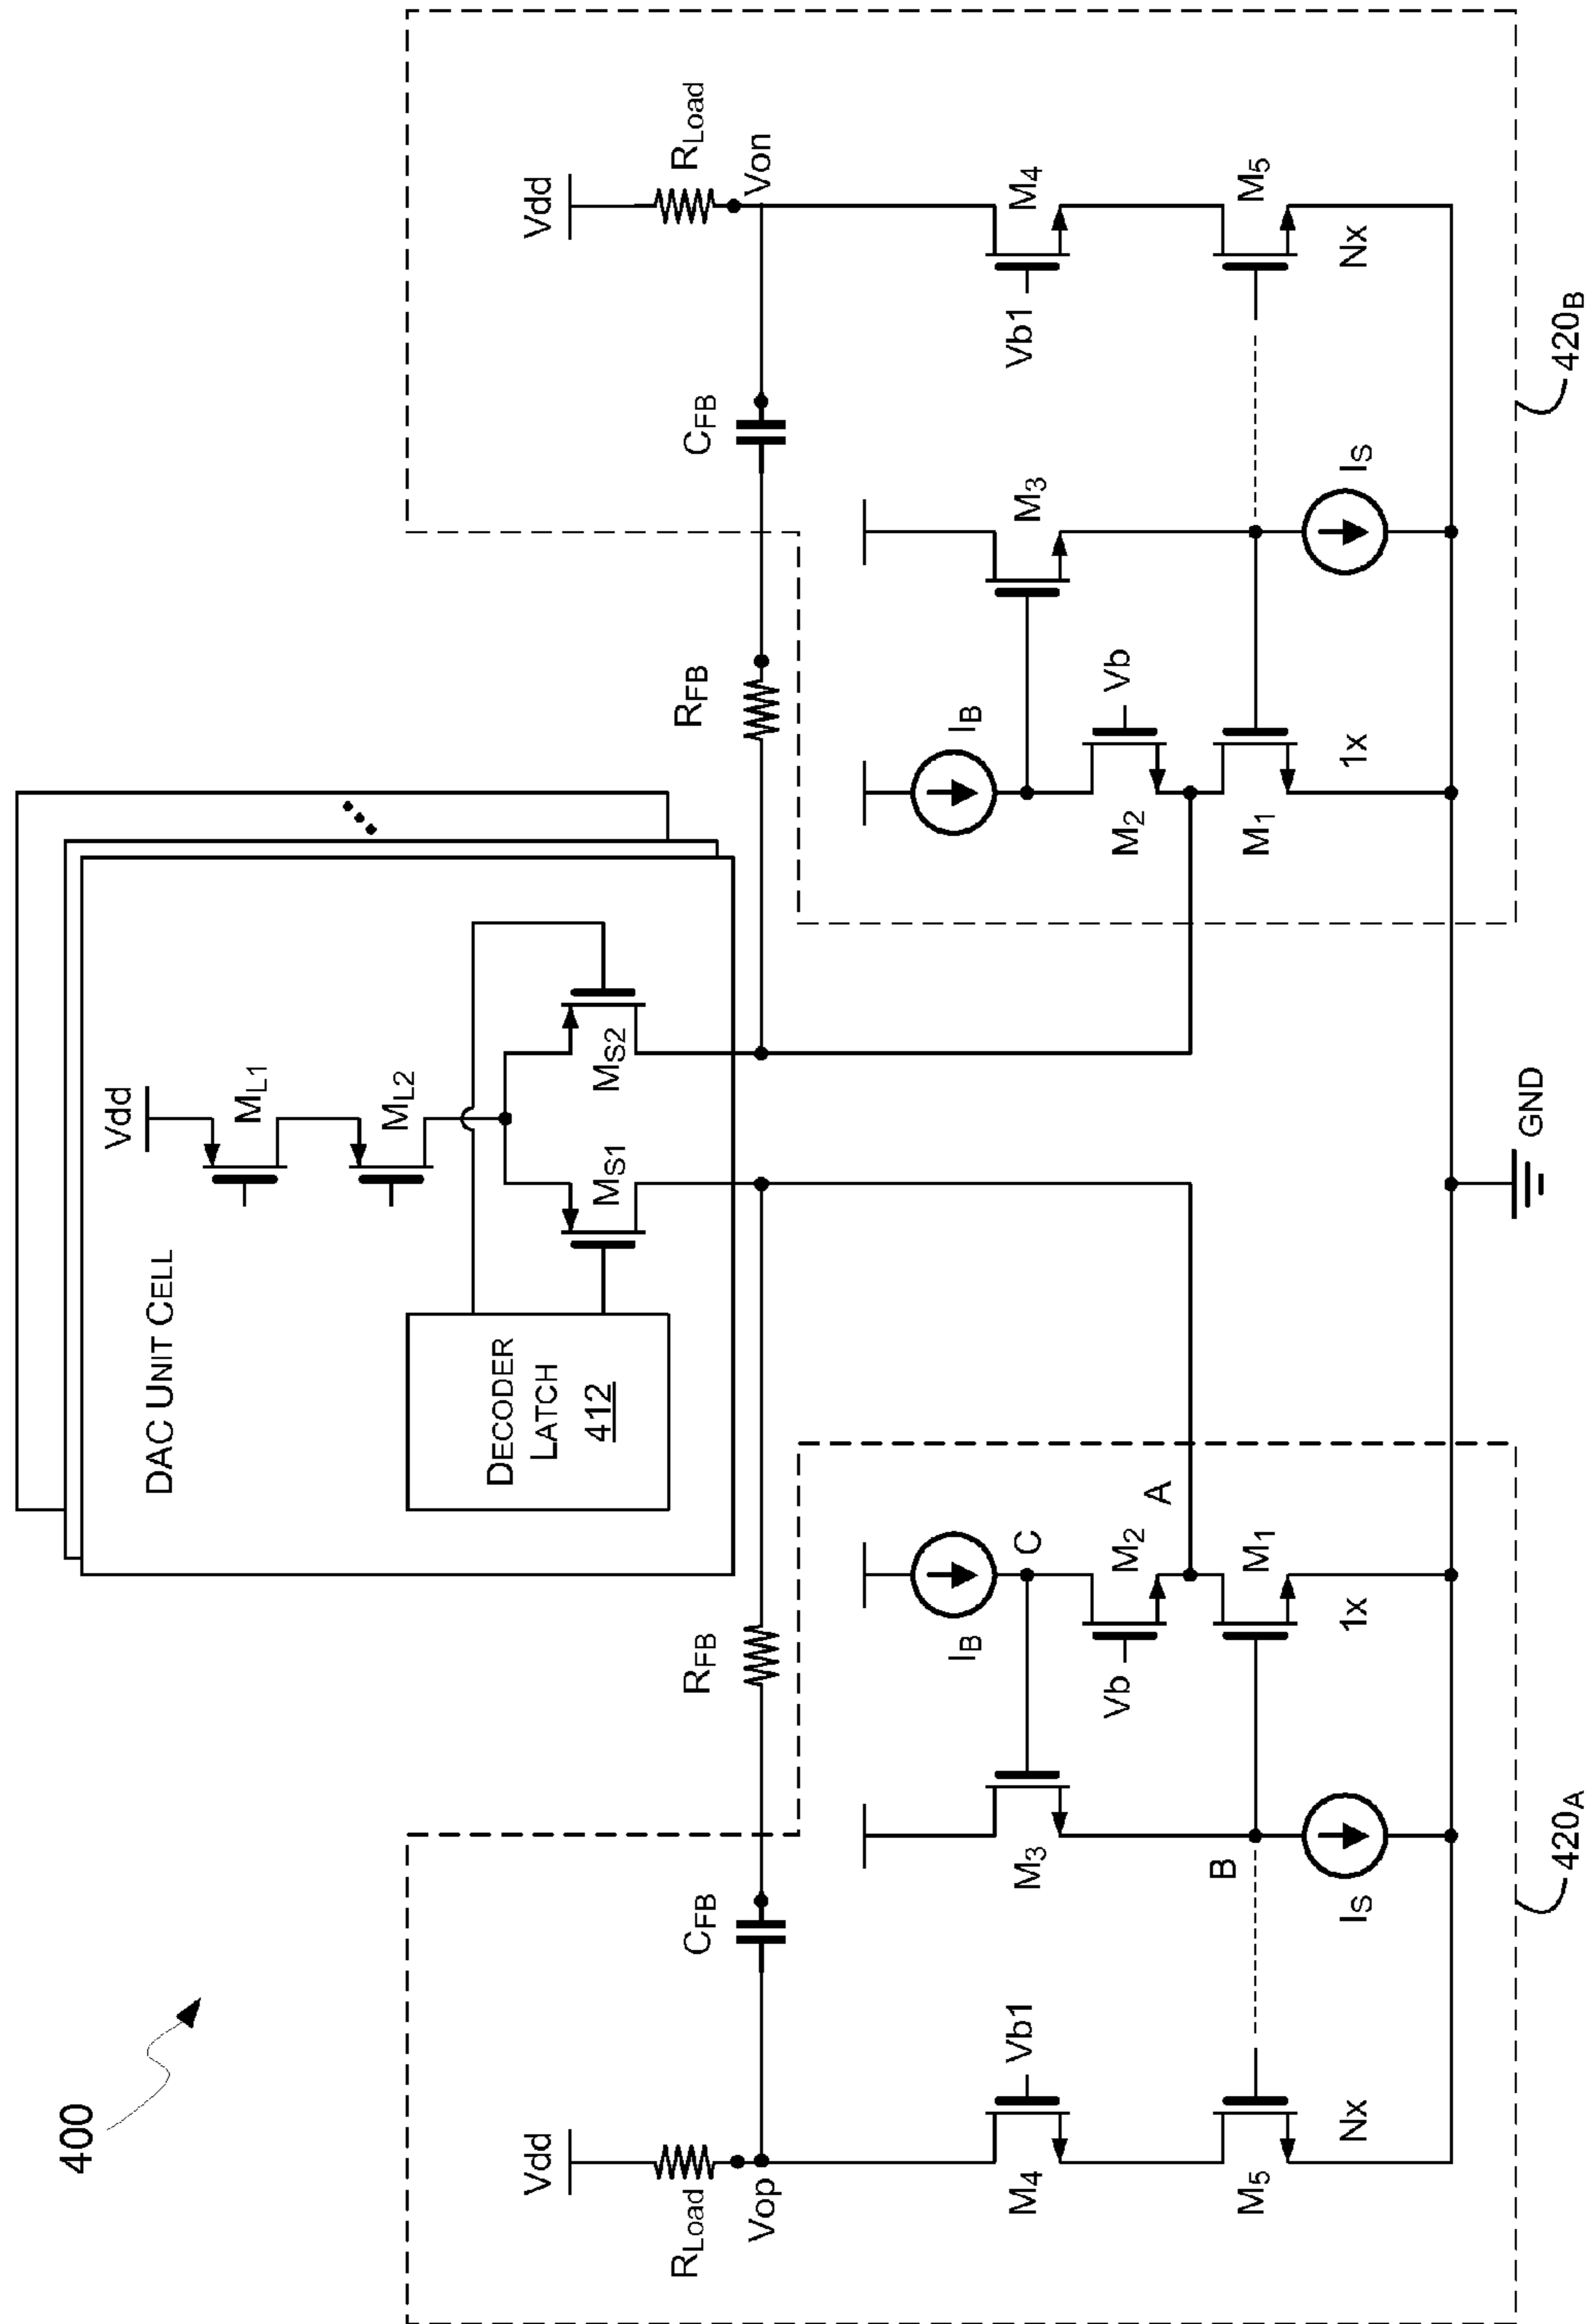 400
DAC UNIT CELL
Vdd
ML1
ML2
MS1
MS2
DECODER
LATCH
412
Vdd
RLoad
Vop
CFB
RFB
RFB
CFB
Vdd
RLoad
Von
M4
Vb1
M3
C
IB
M2
Vb
A
M5
Nx
B
IS
M1
1x
420A
IB
M2
Vb
M1
1x
M3
IS
Vb1
M4
M5
Nx
420B
GND